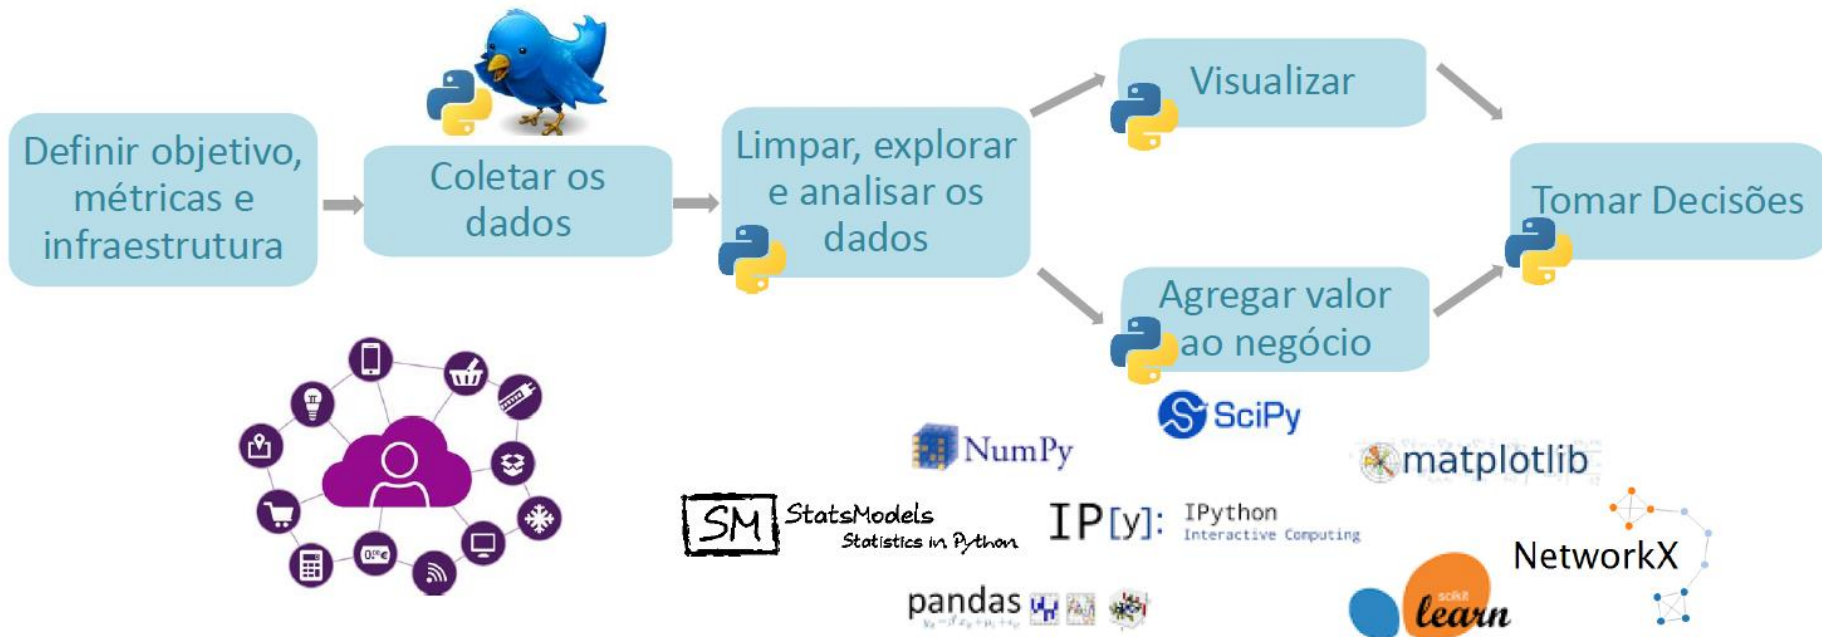 Definir objetivo,
métricas e
infraestrutura
Coletar os
dados
Limpar, explorar
e analisar os
dados
Visualizar
Agregar valor
ao negócio
Tomar Decisões
SciPy
NumPy
matplotlib
SM StatsModels
Statistics in Python
IP[y]: IPython
Interactive Computing
NetworkX
pandas
scikit
learn